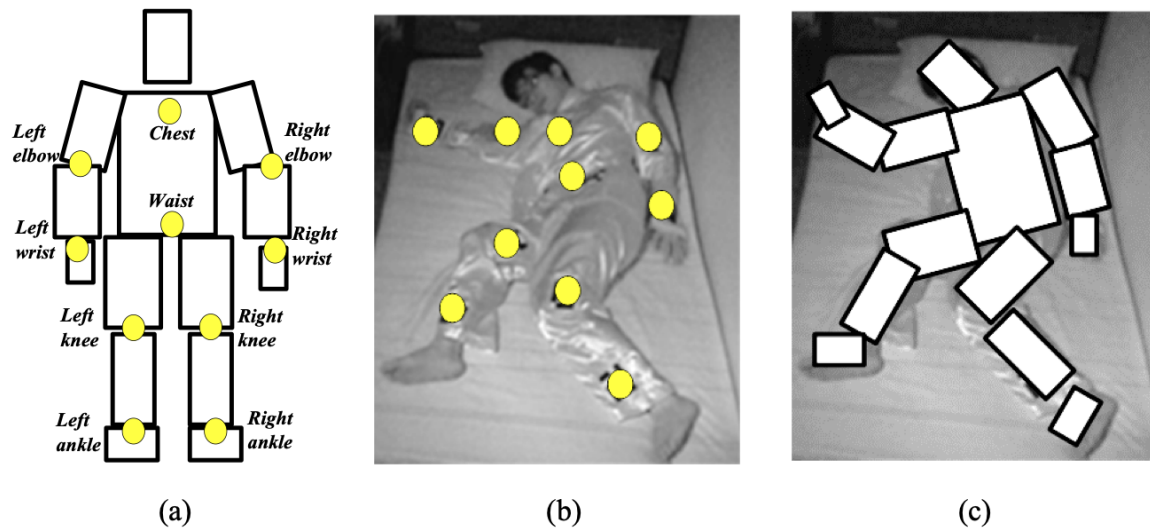 Left
elbow
Chest
Right
elbow
Waist
Left
wrist
Right
wrist
Left
knee
Right
knee
Left
ankle
Right
ankle
(a)
(b)
(c)